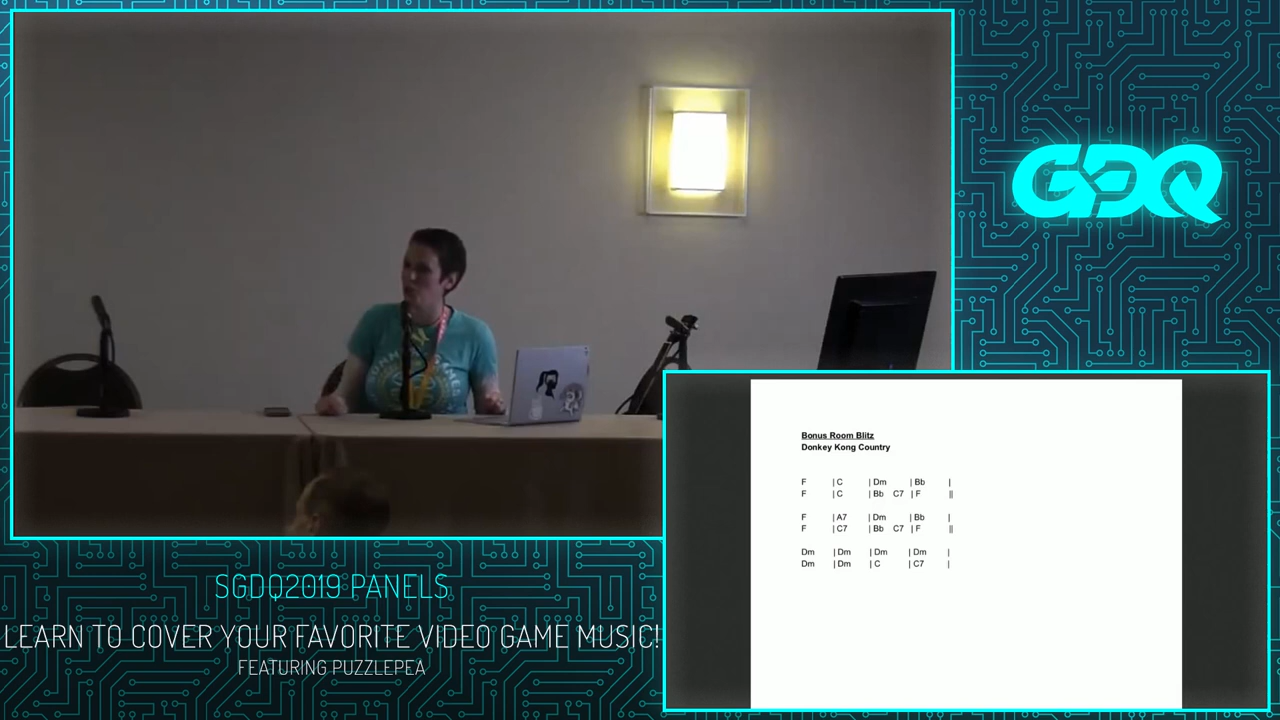 GDQ
Bonus Room Blitz
Donkey Kong Country
F | C | Dm | Bb |
F | C | Bb C7 | F ||
F | A7 | Dm | Bb |
F | C7 | Bb C7 | F ||
Dm | Dm | Dm | Dm |
Dm | Dm | C | C7 |
SGDQ2019 PANELS
LEARN TO COVER YOUR FAVORITE VIDEO GAME MUSIC!
FEATURING PUZZLEPEA